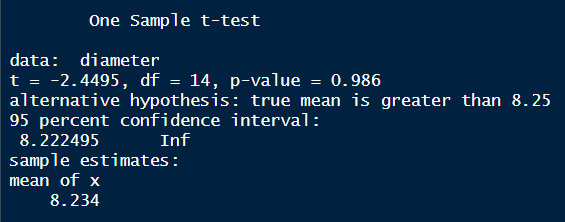 One Sample t-test
data:  diameter
t = -2.4495, df = 14, p-value = 0.986
alternative hypothesis: true mean is greater than 8.25
95 percent confidence interval:
8.222495      Inf
sample estimates:
mean of x
8.234